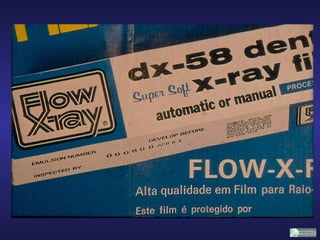 dx-58 den
Super Soft x-ray fi
PROCES
automatic or manual
Flow
X-ray
DEVELOP BEFORE
EMULSION NUMBER
INSPECTED BY
FLOW-X-R
Alta qualidade em Film para Raio-
Este film é protegido por